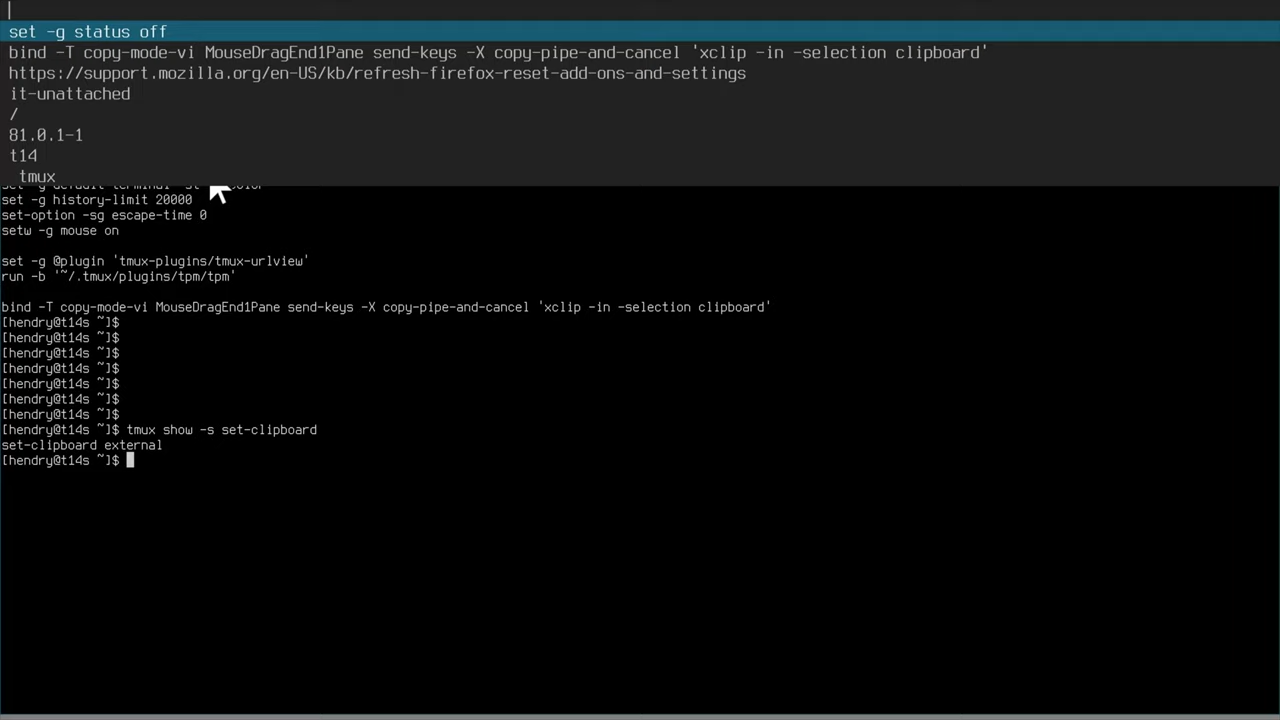 set -g status off
bind -T copy-mode-vi MouseDragEnd1Pane send-keys -X copy-pipe-and-cancel 'xclip -in -selection clipboard'
https://support.mozilla.org/en-US/kb/refresh-firefox-reset-add-ons-and-settings
it-unattached
/
81.0.1-1
t14
tmux
set -g default-terminal
set -g history-limit 20000
set-option -sg escape-time 0
setw -g mouse on
set -g @plugin 'tmux-plugins/tmux-urlview'
run -b '~/.tmux/plugins/tpm/tpm'
bind -T copy-mode-vi MouseDragEnd1Pane send-keys -X copy-pipe-and-cancel 'xclip -in -selection clipboard'
[hendry@t14s ~]$
[hendry@t14s ~]$
[hendry@t14s ~]$
[hendry@t14s ~]$
[hendry@t14s ~]$
[hendry@t14s ~]$
[hendry@t14s ~]$
[hendry@t14s ~]$ tmux show -s set-clipboard
set-clipboard external
[hendry@t14s ~]$